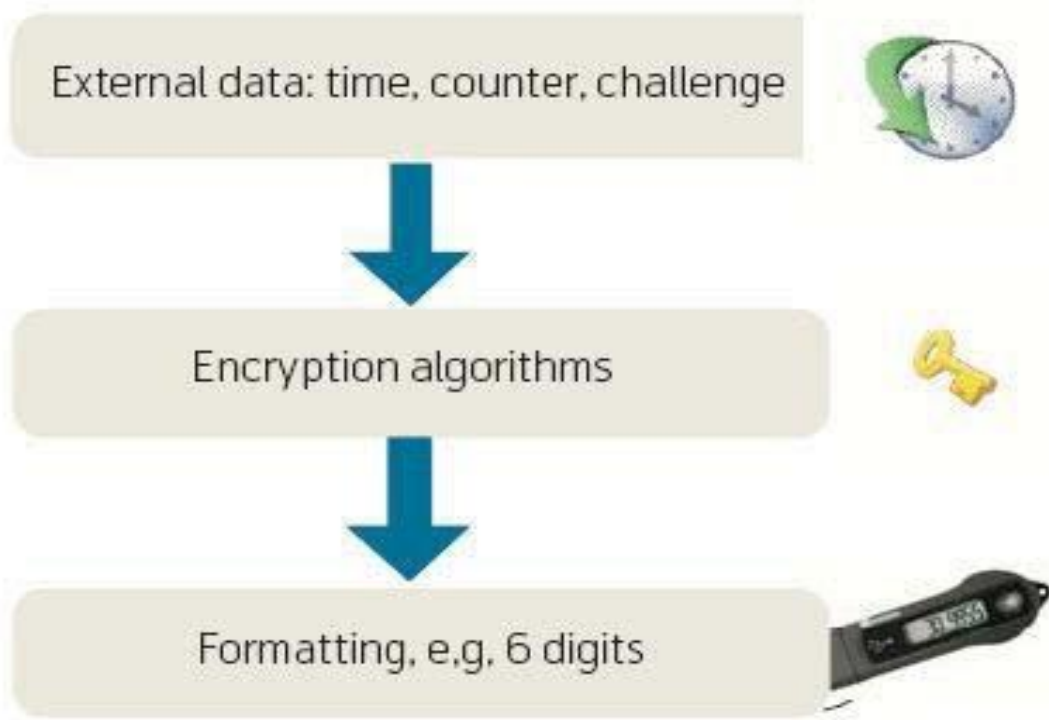 External data: time, counter, challenge
Encryption algorithms
Formatting, e,g, 6 digits